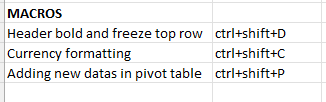 MACROS
Header bold and freeze top row ctrl+shift+D
Currency formatting ctrl+shift+C
Adding new datas in pivot table ctrl+shift+P